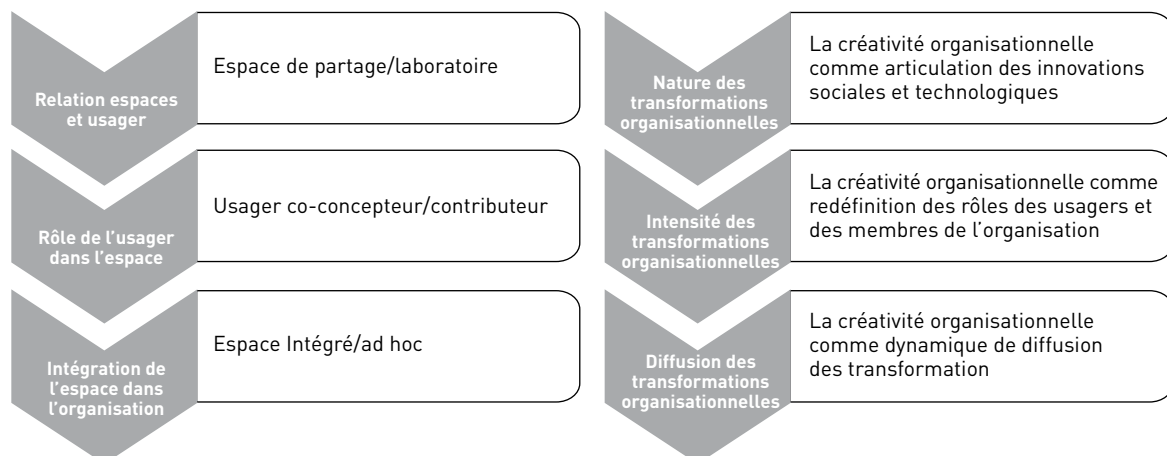 Relation espaces
et usager
Espace de partage/laboratoire
Rôle de l'usager
dans l'espace
Usager co-concepteur/contributeur
Intégration de
l'espace dans
l'organisation
Espace Intégré/ad hoc
Nature des
transformations
organisationnelles
La créativité organisationnelle
comme articulation des innovations
sociales et technologiques
Intensité des
transformations
organisationnelles
La créativité organisationnelle comme
redéfinition des rôles des usagers et
des membres de l'organisation
Diffusion des
transformations
organisationnelles
La créativité organisationnelle
comme dynamique de diffusion
des transformation